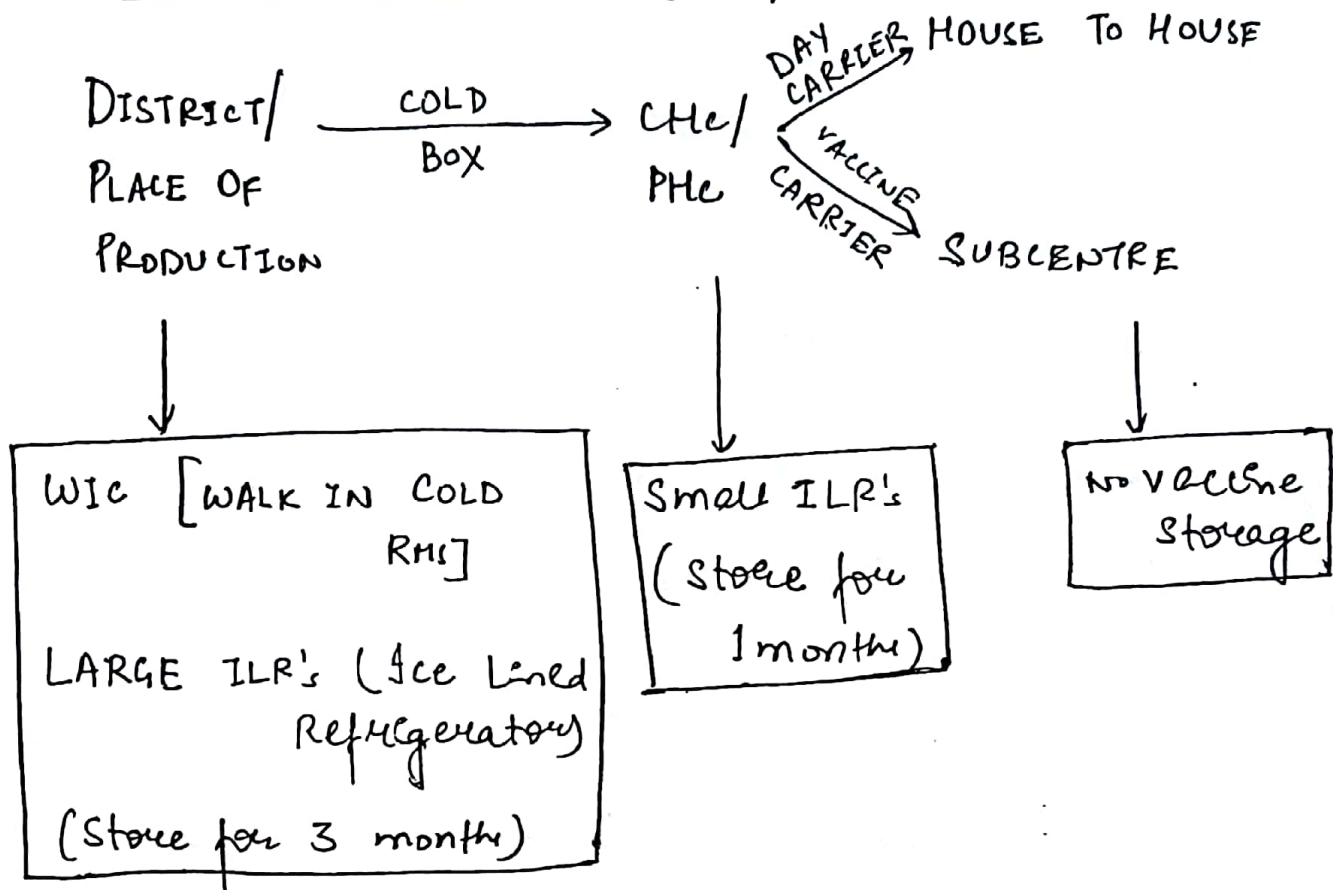 DISTRICT/
PLACE OF
PRODUCTION
COLD
BOX
CHC/
PHC
DAY
CARRIER
HOUSE TO HOUSE
VACCINE
CARRIER
SUBCENTRE
WIC [WALK IN COLD
RMS]
LARGE ILR's (Ice Lined
Refrigerators
(Store for 3 months)
Small ILR's
(Store for
1 months)
NO Vaccine
Storage